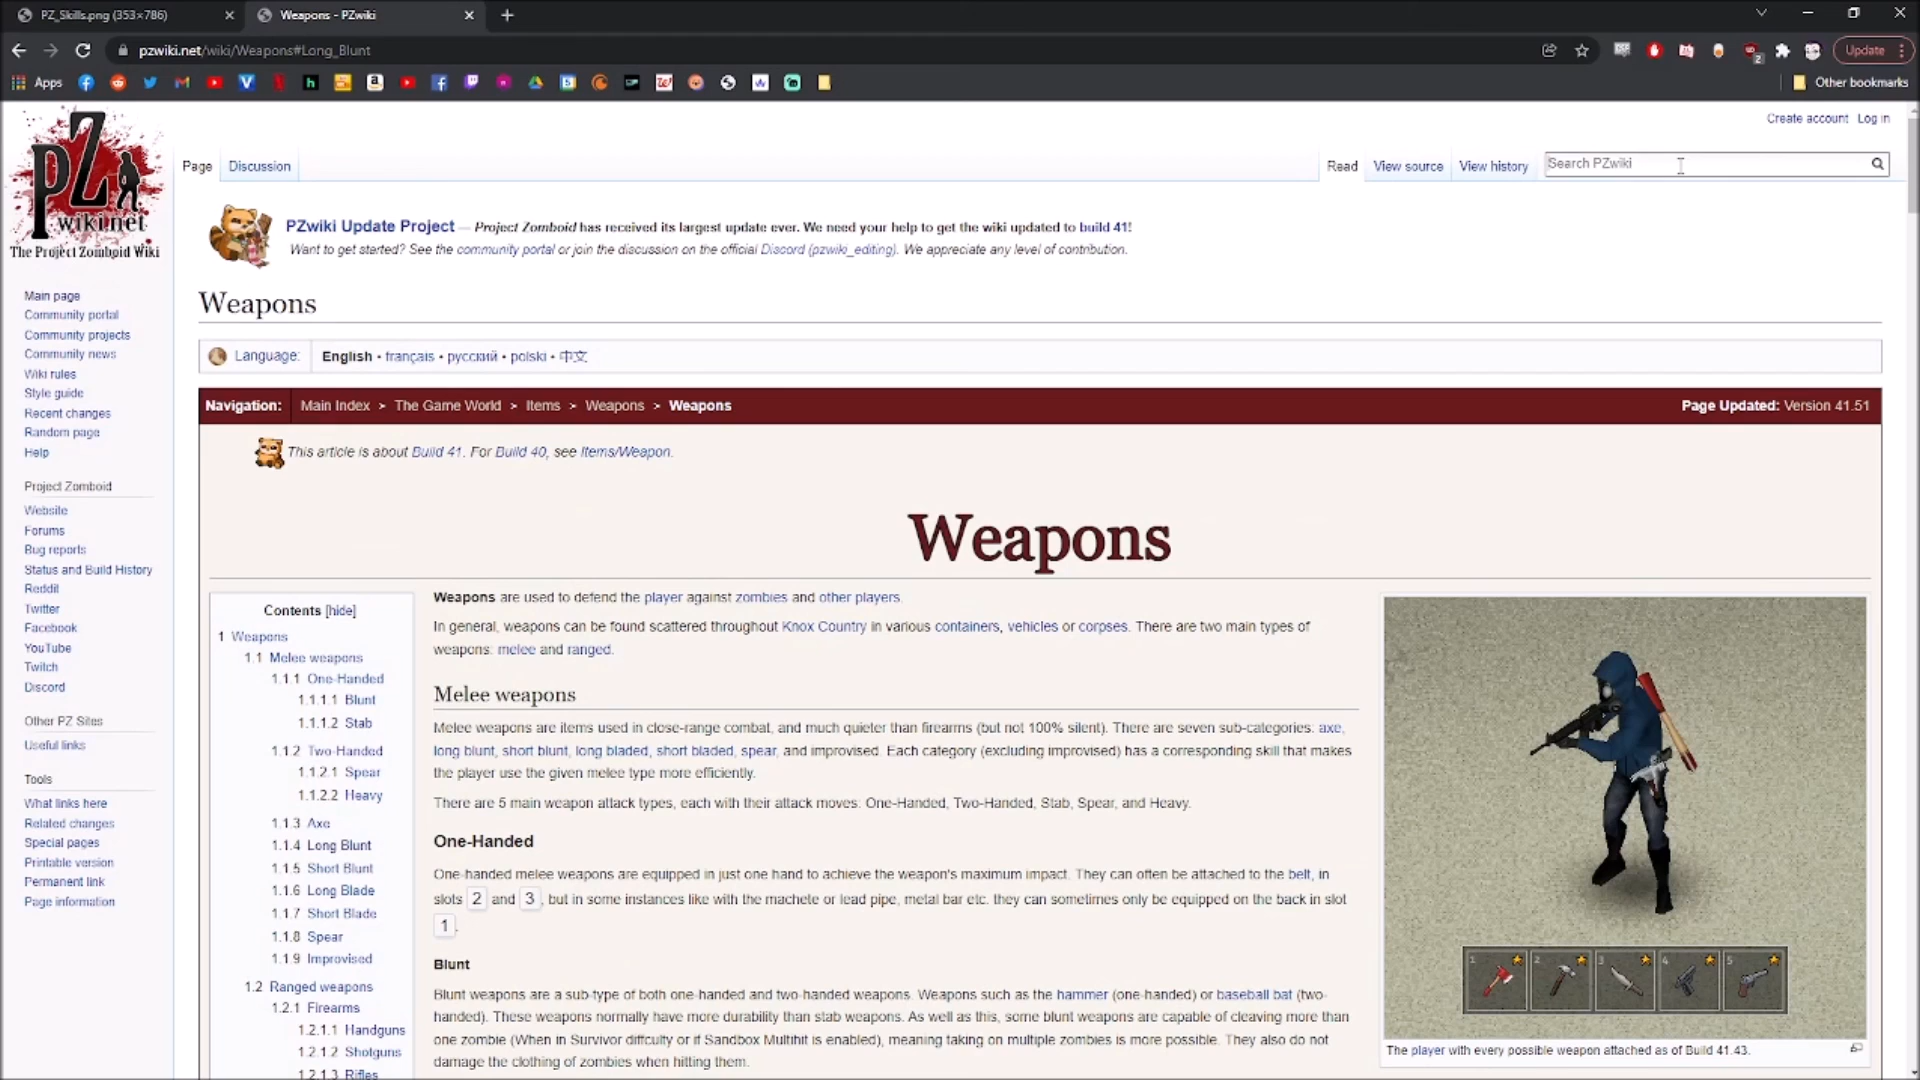 PZ_Skills.png (353×786)
Weapons - PZwiki
pzwiki.net/wiki/Weapons#Long_Blunt
Update
Apps
Other bookmarks
PZ
wiki.net
The Project Zomboid Wiki
Create account Log in
Page Discussion
Read View source View history Search PZwiki
PZwiki Update Project — Project Zomboid has received its largest update ever. We need your help to get the wiki updated to build 41!
Want to get started? See the community portal or join the discussion on the official Discord (pzwiki_editing). We appreciate any level of contribution.
Main page
Community portal
Community projects
Community news
Wiki rules
Style guide
Recent changes
Random page
Help
Project Zomboid
Website
Forums
Bug reports
Status and Build History
Reddit
Twitter
Facebook
YouTube
Twitch
Discord
Other PZ Sites
Useful links
Tools
What links here
Related changes
Special pages
Printable version
Permanent link
Page information
Weapons
Language: English • français • русский • polski • 中文
Navigation: Main Index > The Game World > Items > Weapons > Weapons
Page Updated: Version 41.51
This article is about Build 41. For Build 40, see Items/Weapon.
Weapons
Contents [hide]
1 Weapons
1.1 Melee weapons
1.1.1 One-Handed
1.1.1.1 Blunt
1.1.1.2 Stab
1.1.2 Two-Handed
1.1.2.1 Spear
1.1.2.2 Heavy
1.1.3 Axe
1.1.4 Long Blunt
1.1.5 Short Blunt
1.1.6 Long Blade
1.1.7 Short Blade
1.1.8 Spear
1.1.9 Improvised
1.2 Ranged weapons
1.2.1 Firearms
1.2.1.1 Handguns
1.2.1.2 Shotguns
1.2.1.3 Rifles
Weapons are used to defend the player against zombies and other players.
In general, weapons can be found scattered throughout Knox Country in various containers, vehicles or corpses. There are two main types of
weapons: melee and ranged.
Melee weapons
Melee weapons are items used in close-range combat, and much quieter than firearms (but not 100% silent). There are seven sub-categories: axe,
long blunt, short blunt, long bladed, short bladed, spear, and improvised. Each category (excluding improvised) has a corresponding skill that makes
the player use the given melee type more efficiently.
There are 5 main weapon attack types, each with their attack moves: One-Handed, Two-Handed, Stab, Spear, and Heavy.
One-Handed
One-handed melee weapons are equipped in just one hand to achieve the weapon's maximum impact. They can often be attached to the belt, in
slots 2 and 3, but in some instances like with the machete or lead pipe, metal bar etc. they can sometimes only be equipped on the back in slot
1.
Blunt
Blunt weapons are a sub-type of both one-handed and two-handed weapons. Weapons such as the hammer (one-handed) or baseball bat (two-
handed). These weapons normally have more durability than stab weapons. As well as this, some blunt weapons are capable of cleaving more than
one zombie (When in Survivor diffculty or if Sandbox Multihit is enabled), meaning taking on multiple zombies is more possible. They also do not
damage the clothing of zombies when hitting them.
1 2 3 4 5
The player with every possible weapon attached as of Build 41.43.